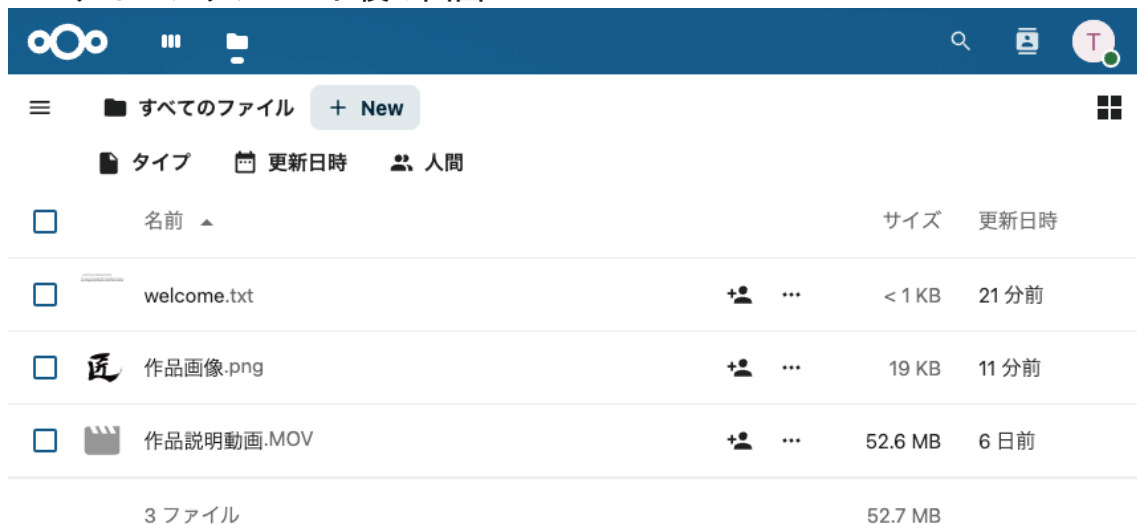 T
すべてのファイル + New
タイプ 更新日時 人間
名前 ▲ サイズ 更新日時
welcome.txt ... < 1 KB 21 分前
匠 作品画像.png ... 19 KB 11 分前
作品説明動画.MOV ... 52.6 MB 6 日前
3 ファイル 52.7 MB